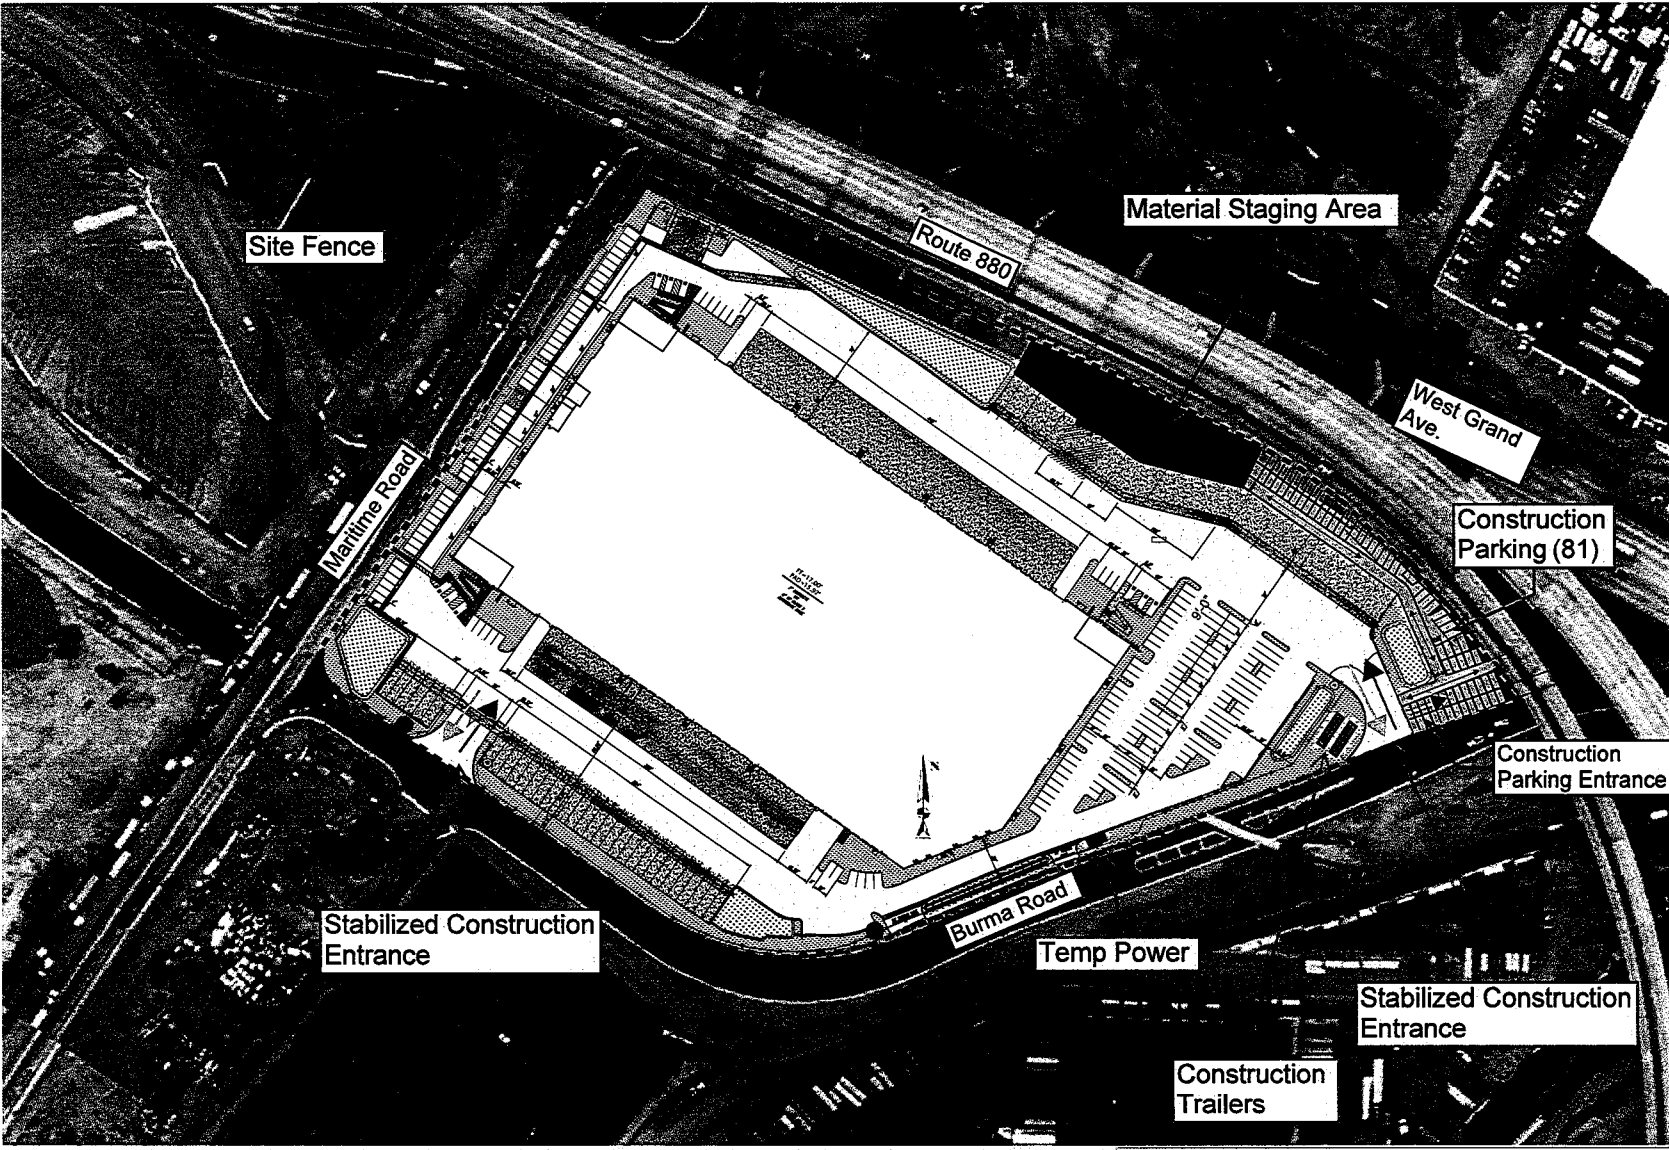 Material Staging Area
Site Fence
Route 880
West Grand
Ave.
Maritime Road
Construction
Parking (81)
Construction
Parking Entrance
Burma Road
Stabilized Construction
Entrance
Temp Power
Stabilized Construction
Entrance
Construction
Trailers